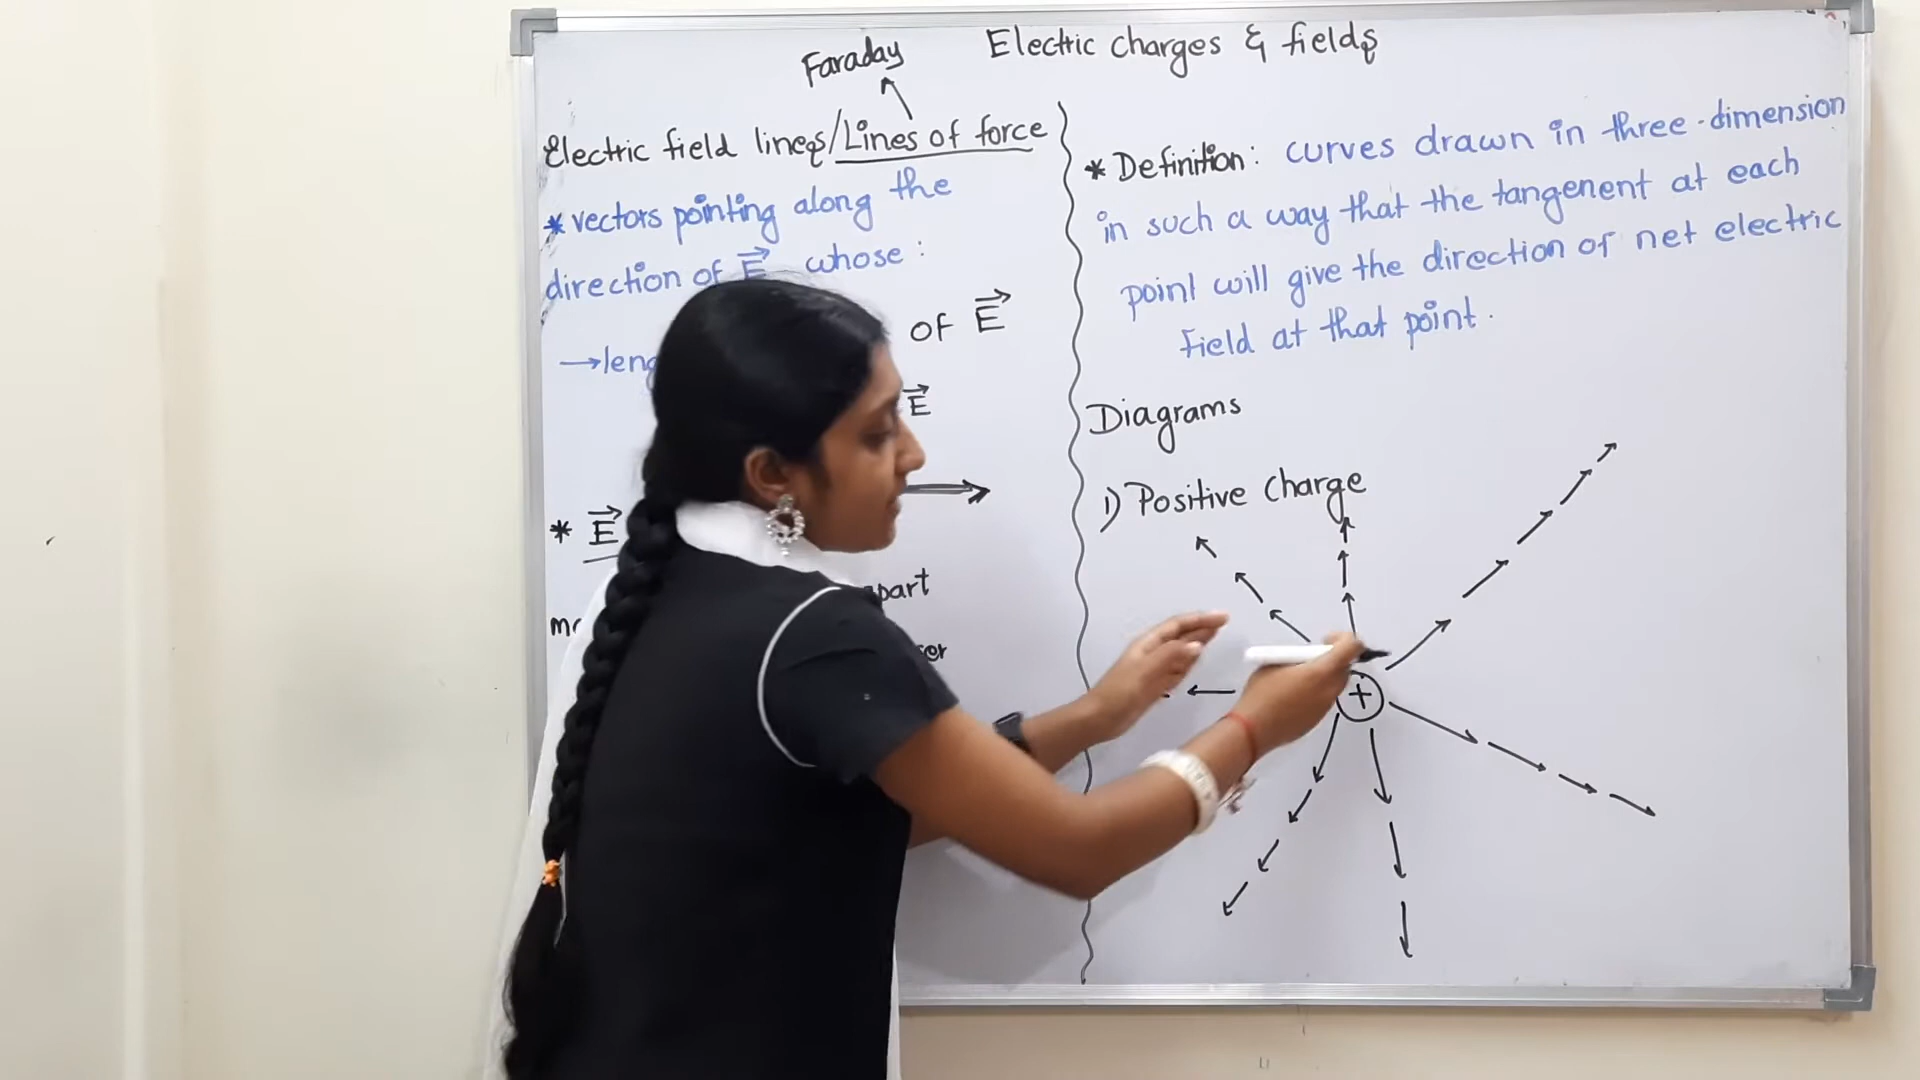 Faraday
Electric charges & fields
Electric field lines/Lines of force
* vectors pointing along the
direction of E⃗ whose:
of E⃗
E⃗
* E⃗
apart
* Definition: curves drawn in three-dimension
in such a way that the tangenent at each
point will give the direction of net electric
field at that point.
Diagrams
1) Positive charge
+